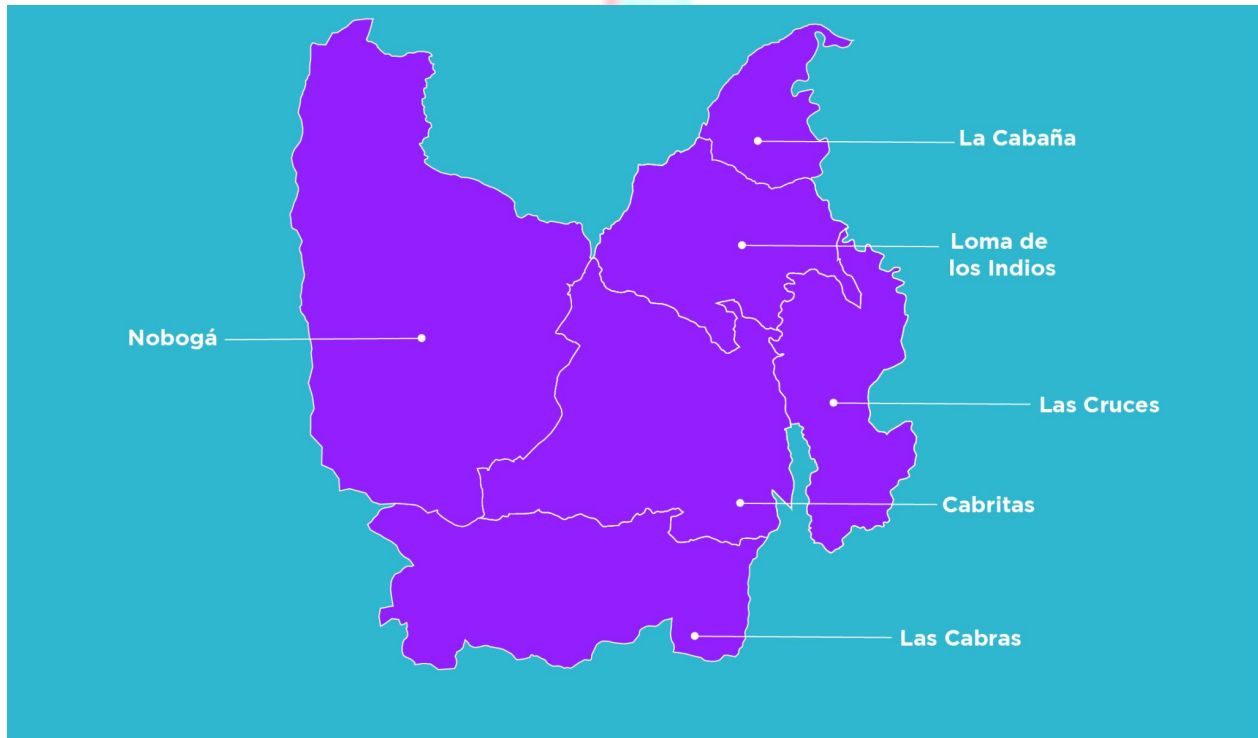 La Cabaña
Loma de
los Indios
Nobogá
Las Cruces
Cabritas
Las Cabras